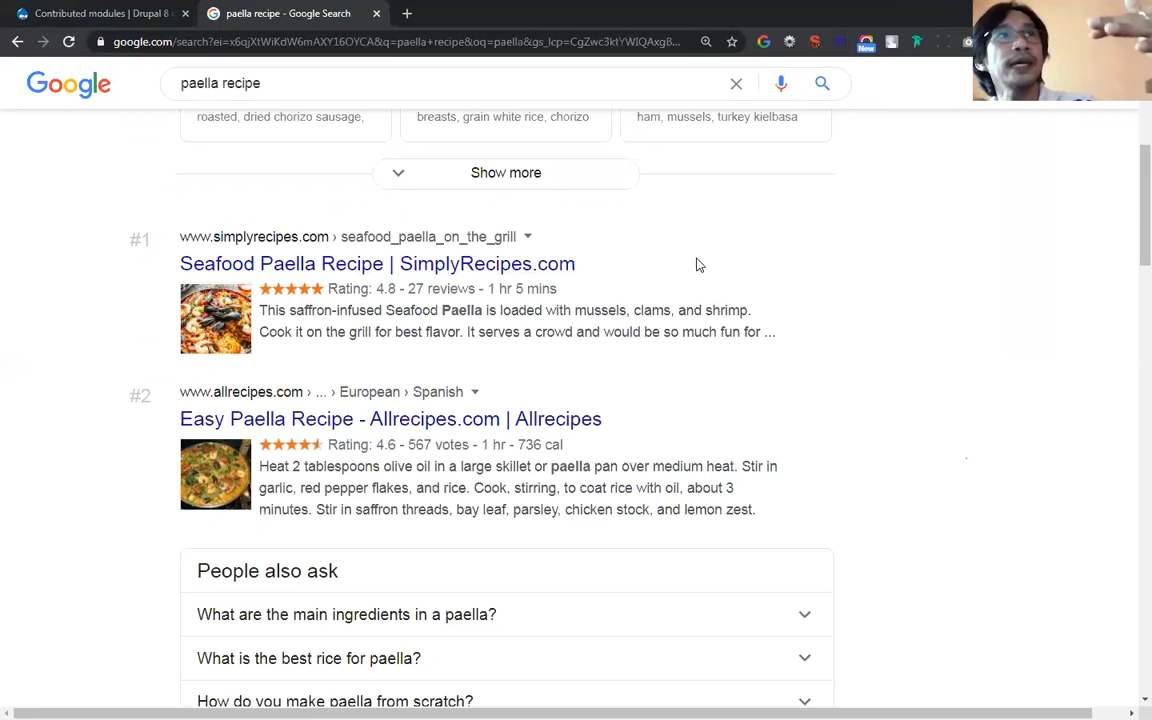 Contributed modules | Drupal 8
paella recipe - Google Search
google.com/search?ei=x6qjXtWiKdW6mAXY16OYCA&q=paella+recipe&oq=paella&gs_lcp=CgZwc3ktYWIQAxgB...
New
Google
paella recipe
roasted, dried chorizo sausage,
breasts, grain white rice, chorizo
ham, mussels, turkey kielbasa
Show more
#1
www.simplyrecipes.com › seafood_paella_on_the_grill
Seafood Paella Recipe | SimplyRecipes.com
Rating: 4.8 - 27 reviews - 1 hr 5 mins
This saffron-infused Seafood Paella is loaded with mussels, clams, and shrimp.
Cook it on the grill for best flavor. It serves a crowd and would be so much fun for ...
#2
www.allrecipes.com › ... › European › Spanish
Easy Paella Recipe - Allrecipes.com | Allrecipes
Rating: 4.6 - 567 votes - 1 hr - 736 cal
Heat 2 tablespoons olive oil in a large skillet or paella pan over medium heat. Stir in
garlic, red pepper flakes, and rice. Cook, stirring, to coat rice with oil, about 3
minutes. Stir in saffron threads, bay leaf, parsley, chicken stock, and lemon zest.
People also ask
What are the main ingredients in a paella?
What is the best rice for paella?
How do you make paella from scratch?